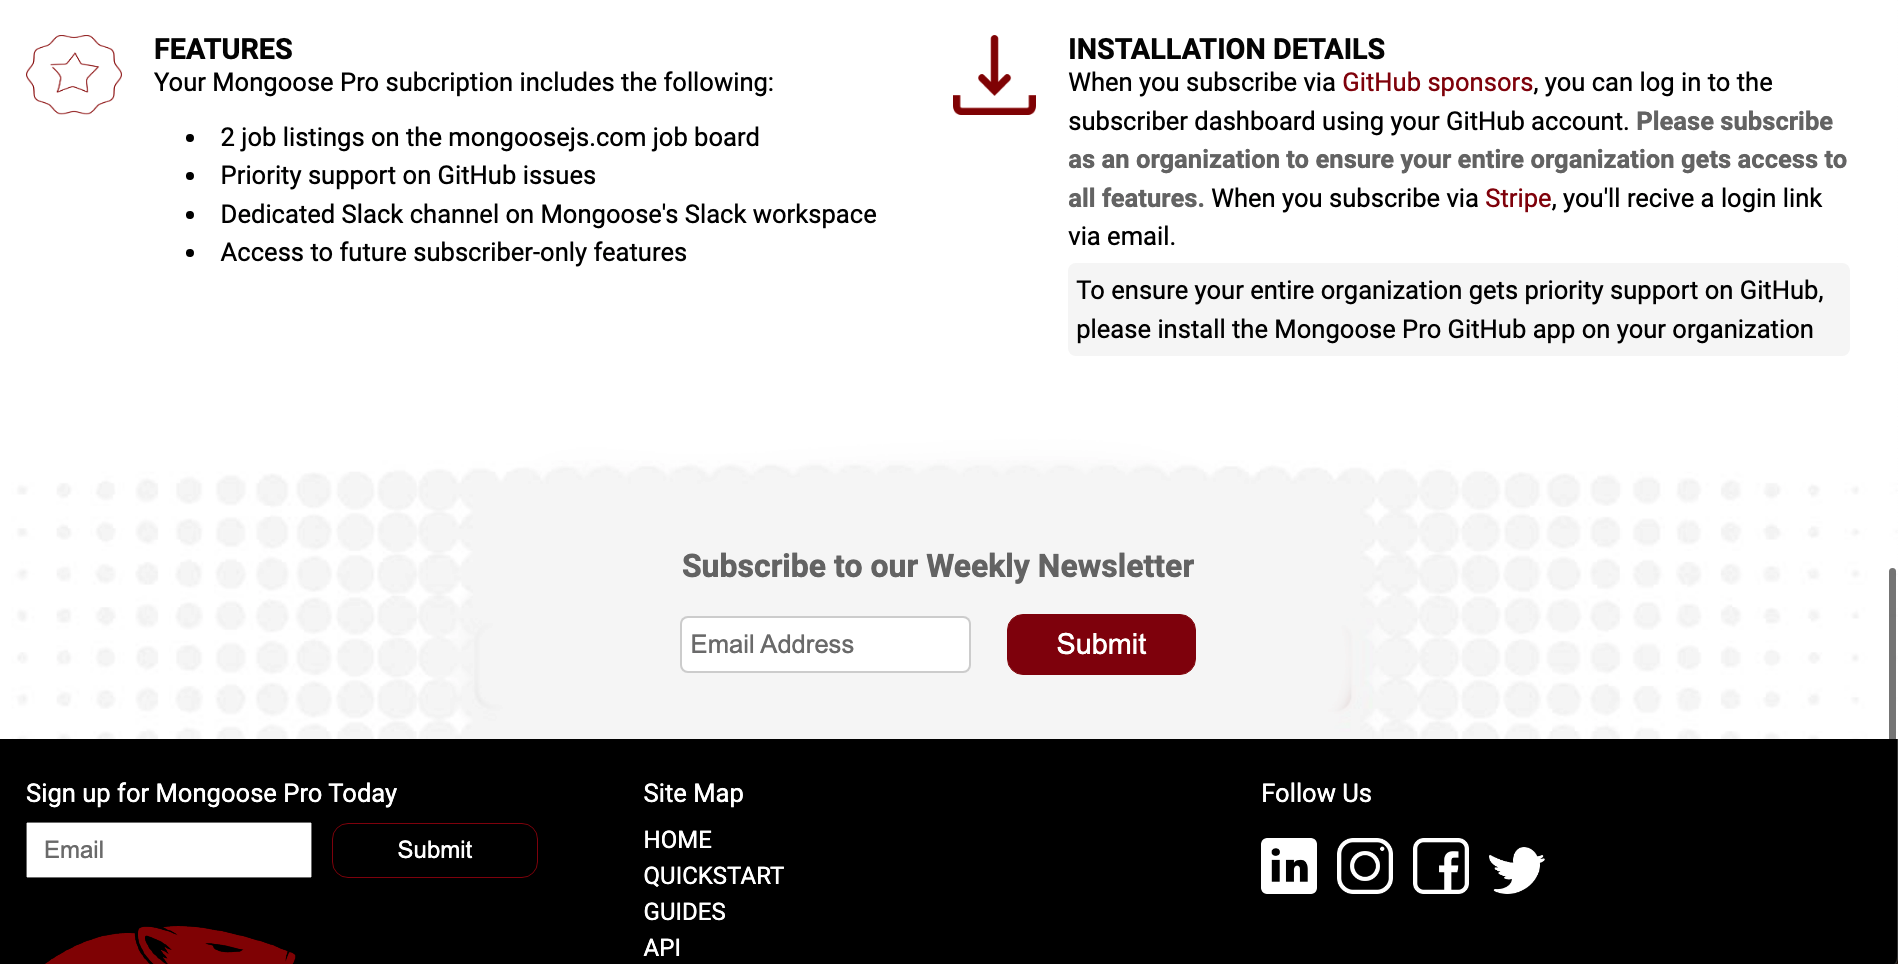 FEATURES
Your Mongoose Pro subcription includes the following:
2 job listings on the mongoosejs.com job board
Priority support on GitHub issues
Dedicated Slack channel on Mongoose's Slack workspace
Access to future subscriber-only features
INSTALLATION DETAILS
When you subscribe via GitHub sponsors, you can log in to the
subscriber dashboard using your GitHub account. Please subscribe
as an organization to ensure your entire organization gets access to
all features. When you subscribe via Stripe, you'll recive a login link
via email.
To ensure your entire organization gets priority support on GitHub,
please install the Mongoose Pro GitHub app on your organization
Subscribe to our Weekly Newsletter
Email Address
Submit
Sign up for Mongoose Pro Today
Email
Submit
Site Map
HOME
QUICKSTART
GUIDES
API
Follow Us
in